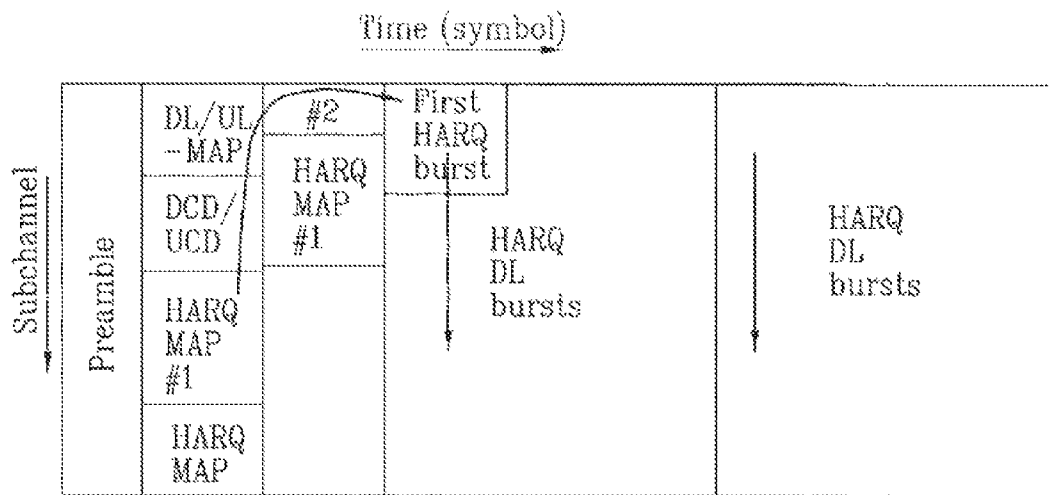 Time (symbol)
Subchannel
Preamble
DL/UL
-MAP
DCD/
UCD
HARQ
MAP
#1
HARQ
MAP
#2
HARQ
MAP
#1
First
HARQ
burst
HARQ
DL
bursts
HARQ
DL
bursts